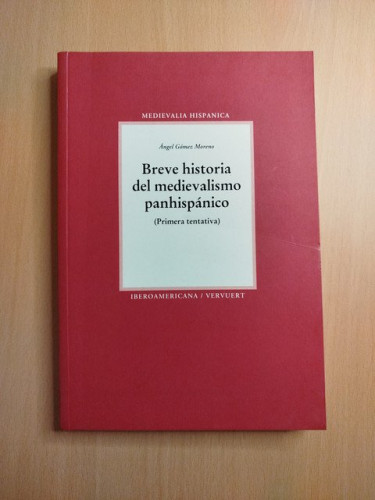 MEDIEVALIA HISPANICA
Ángel Gómez Moreno
Breve historia
del medievalismo
panhispánico
(Primera tentativa)
IBEROAMERICANA / VERVUERT